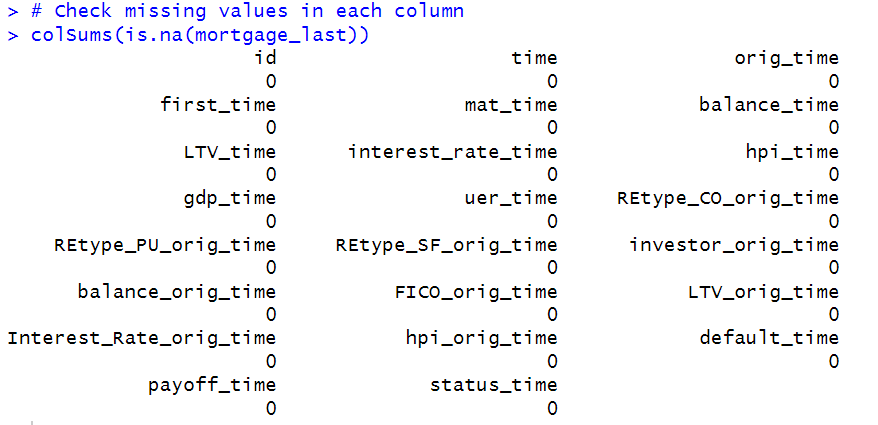 > # Check missing values in each column
> colSums(is.na(mortgage_last))
id time orig_time
0 0 0
first_time mat_time balance_time
0 0 0
LTV_time interest_rate_time hpi_time
0 0 0
gdp_time uer_time REtype_CO_orig_time
0 0 0
REtype_PU_orig_time REtype_SF_orig_time investor_orig_time
0 0 0
balance_orig_time FICO_orig_time LTV_orig_time
0 0 0
Interest_Rate_orig_time hpi_orig_time default_time
0 0 0
payoff_time status_time
0 0